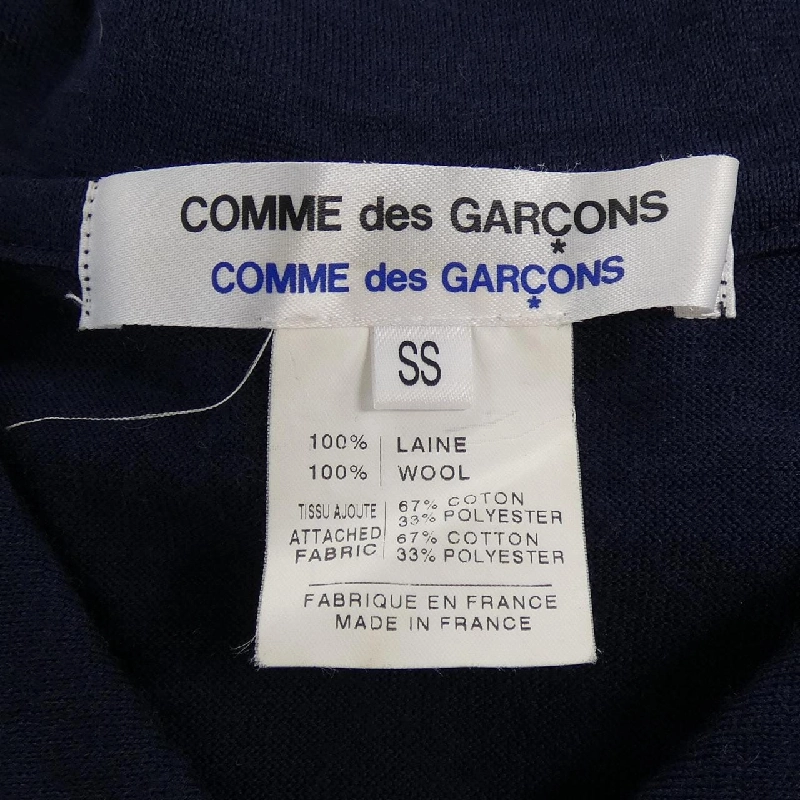 COMME des GARÇONS
COMME des GARÇONS
SS
100% LAINE
100% WOOL
TISSU AJOUTE 67% COTON
33% POLYESTER
ATTACHED FABRIC 67% COTTON
33% POLYESTER
FABRIQUE EN FRANCE
MADE IN FRANCE